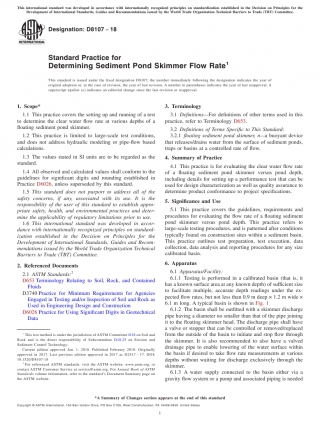 This international standard was developed in accordance with internationally recognized principles on standardization established in the Decision on Principles for the
Development of International Standards, Guides and Recommendations issued by the World Trade Organization Technical Barriers to Trade (TBT) Committee.
Designation: D8107 − 18
INTERNATIONAL
Standard Practice for
Determining Sediment Pond Skimmer Flow Rate1
This standard is issued under the fixed designation D8107; the number immediately following the designation indicates the year of
original adoption or, in the case of revision, the year of last revision. A number in parentheses indicates the year of last reapproval. A
superscript epsilon (ε) indicates an editorial change since the last revision or reapproval.
1. Scope*
1.1 This practice covers the setting up and running of a test
to determine the clear water flow rate at various depths of a
floating sediment pond skimmer.
1.2 This practice is limited to large-scale test conditions,
and does not address hydraulic modeling or pipe-flow based
calculations.
1.3 The values stated in SI units are to be regarded as the
standard.
1.4 All observed and calculated values shall conform to the
guidelines for significant digits and rounding established in
Practice D6026, unless superseded by this standard.
1.5 This standard does not purport to address all of the
safety concerns, if any, associated with its use. It is the
responsibility of the user of this standard to establish appro-
priate safety, health, and environmental practices and deter-
mine the applicability of regulatory limitations prior to use.
1.6 This international standard was developed in accor-
dance with internationally recognized principles on standard-
ization established in the Decision on Principles for the
Development of International Standards, Guides and Recom-
mendations issued by the World Trade Organization Technical
Barriers to Trade (TBT) Committee.
2. Referenced Documents
2.1 ASTM Standards:2
D653 Terminology Relating to Soil, Rock, and Contained
Fluids
D3740 Practice for Minimum Requirements for Agencies
Engaged in Testing and/or Inspection of Soil and Rock as
Used in Engineering Design and Construction
D6026 Practice for Using Significant Digits in Geotechnical
Data
1 This test method is under the jurisdiction of ASTM Committee D18 on Soil and
Rock and is the direct responsibility of Subcommittee D18.25 on Erosion and
Sediment Control Technology.
Current edition approved Jan. 1, 2018. Published February 2018. Originally
approved in 2017. Last previous edition approved in 2017 as D8107 – 17. DOI:
10.1520/D8107-18
2 For referenced ASTM standards, visit the ASTM website, www.astm.org, or
contact ASTM Customer Service at service@astm.org. For Annual Book of ASTM
Standards volume information, refer to the standard's Document Summary page on
the ASTM website.
3. Terminology
3.1 Definitions—For definitions of other terms used in this
practice, refer to Terminology D653.
3.2 Definitions of Terms Specific to This Standard:
3.2.1 floating sediment pond skimmer, n—a buoyant device
that releases/drains water from the surface of sediment ponds,
traps or basins at a controlled rate of flow.
4. Summary of Practice
4.1 This practice is for evaluating the clear water flow rate
of a floating sediment pond skimmer versus pond depth,
including details for setting up a performance test that can be
used for design characterization as well as quality assurance to
determine product conformance to project specifications.
5. Significance and Use
5.1 This practice covers the guidelines, requirements and
procedures for evaluating the flow rate of a floating sediment
pond skimmer versus pond depth. This practice refers to
large-scale testing procedures, and is patterned after conditions
typically found on construction sites within a sediment basin.
This practice outlines test preparation, test execution, data
collection, data analysis and reporting procedures for any size
calibrated basin.
6. Apparatus
6.1 Apparatus/Facility:
6.1.1 Testing is performed in a calibrated basin (that is, it
has a known surface area at any known depth) of sufficient size
to facilitate multiple, accurate depth readings under the ex-
pected flow rates, but not less than 0.9 m deep × 1.2 m wide ×
6.1 m long. A typical basin is shown in Fig. 1
6.1.2 The basin shall be outfitted with a skimmer discharge
pipe having a diameter no smaller than that of the pipe joining
it to the floating skimmer head. The discharge pipe shall have
a valve or stopper that can be controlled or removed/replaced
from the outside of the basin to initiate and stop flow through
the skimmer. It is also recommended to also have a valved
drainage pipe to enable lowering of the water surface within
the basin if desired to take flow rate measurements at various
depths without waiting for discharge exclusively through the
skimmer.
6.1.3 A water supply connected to the basin either via a
gravity flow system or a pump and associated piping is needed
*A Summary of Changes section appears at the end of this standard
Copyright © ASTM International, 100 Barr Harbor Drive, PO Box C700, West Conshohocken, PA 19428-2959. United States
1